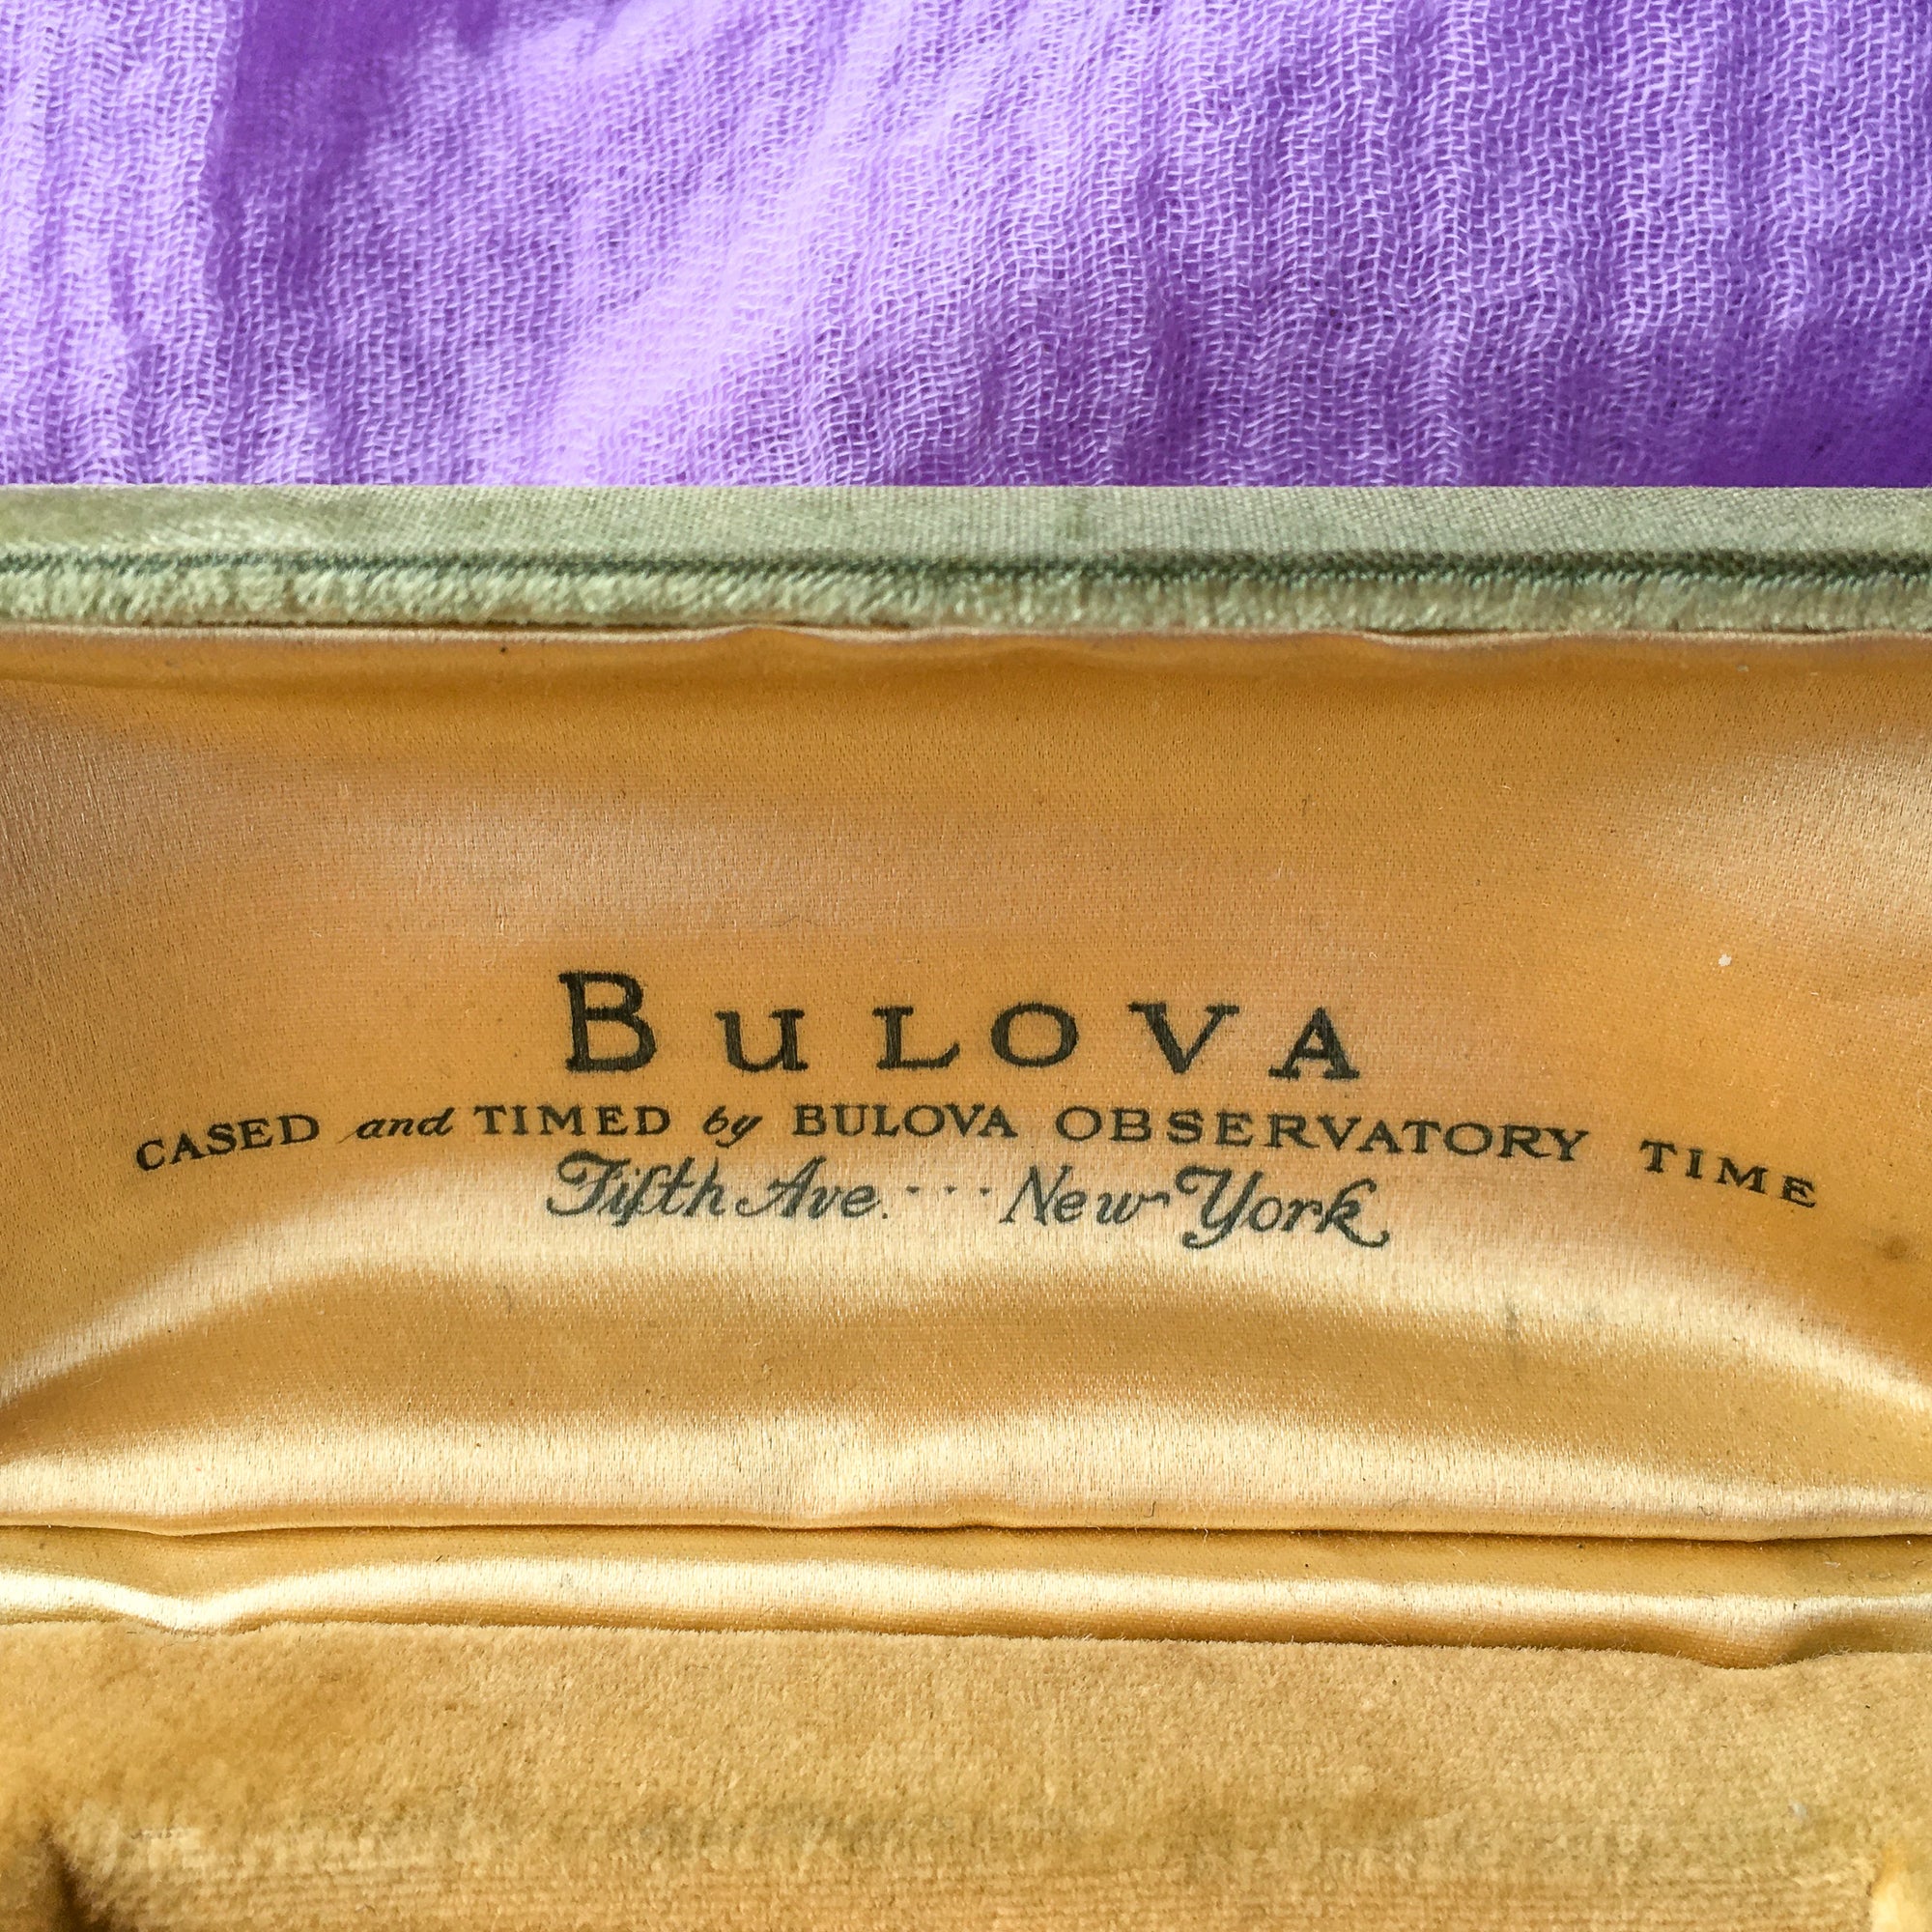 BULOVA
CASED and TIMED by BULOVA OBSERVATORY TIME
Fifth Ave. · · · New York